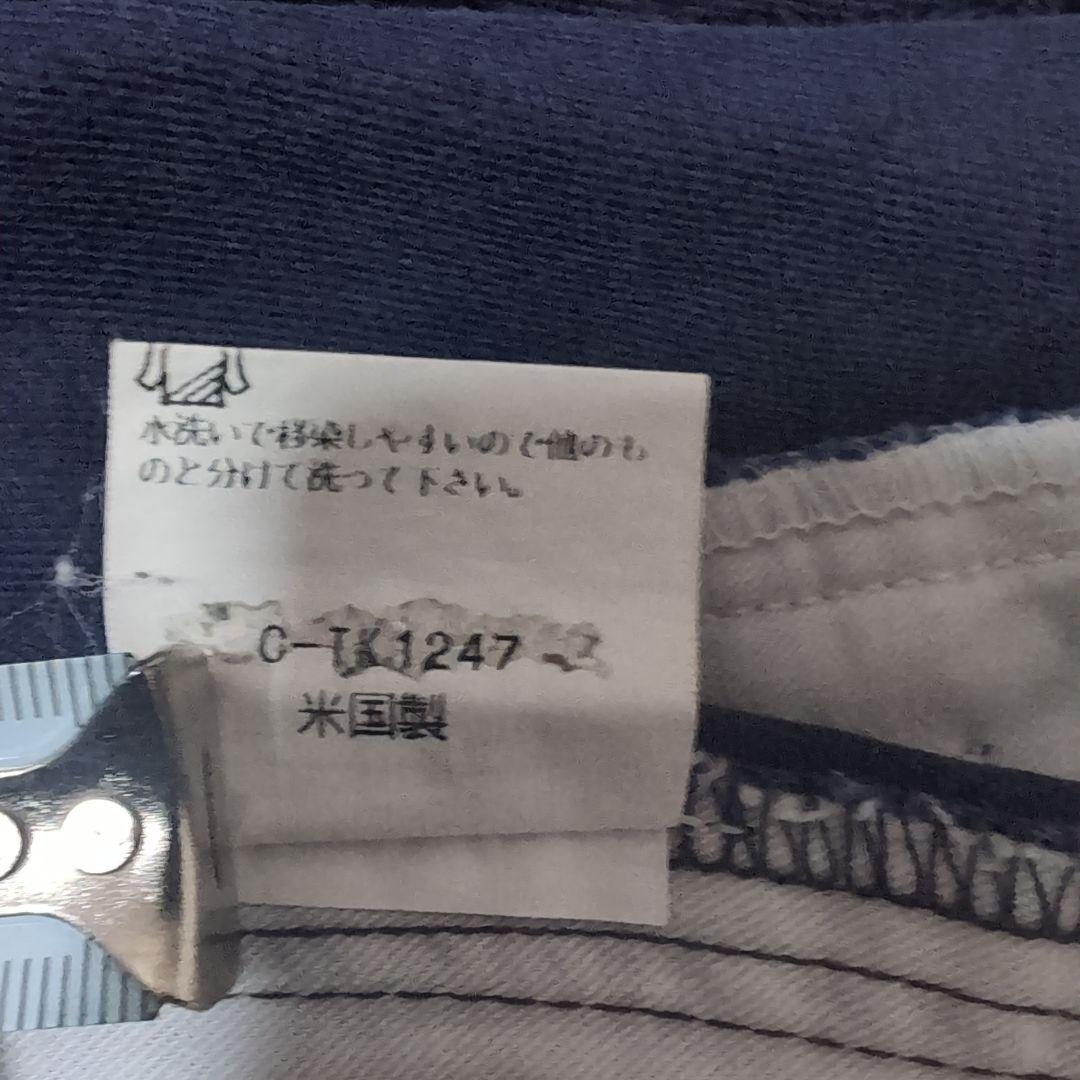 水洗いで移染しやすいので他のも
のと分けて洗って下さい。
C-TK1247
米国製